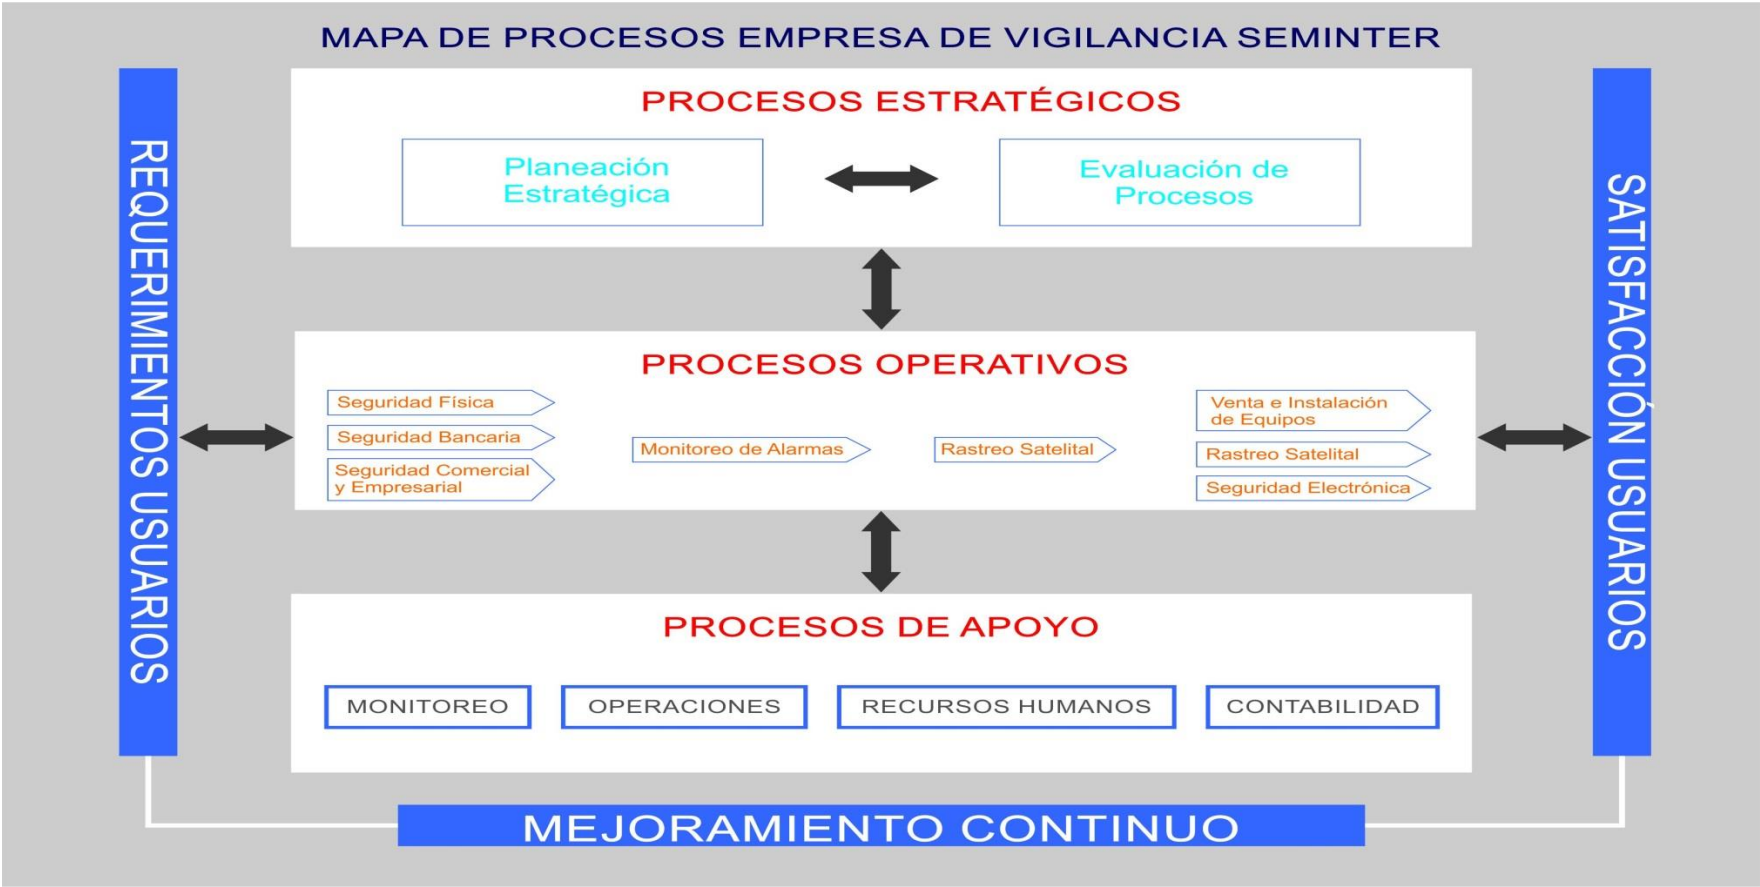 MAPA DE PROCESOS EMPRESA DE VIGILANCIA SEMINTER
REQUERIMIENTOS USUARIOS
PROCESOS ESTRATÉGICOS
Planeación
Estratégica
Evaluación de
Procesos
PROCESOS OPERATIVOS
Seguridad Física
Seguridad Bancaria
Seguridad Comercial
y Empresarial
Monitoreo de Alarmas
Rastreo Satelital
Venta e Instalación
de Equipos
Rastreo Satelital
Seguridad Electrónica
PROCESOS DE APOYO
MONITOREO
OPERACIONES
RECURSOS HUMANOS
CONTABILIDAD
SATISFACCIÓN USUARIOS
MEJORAMIENTO CONTINUO